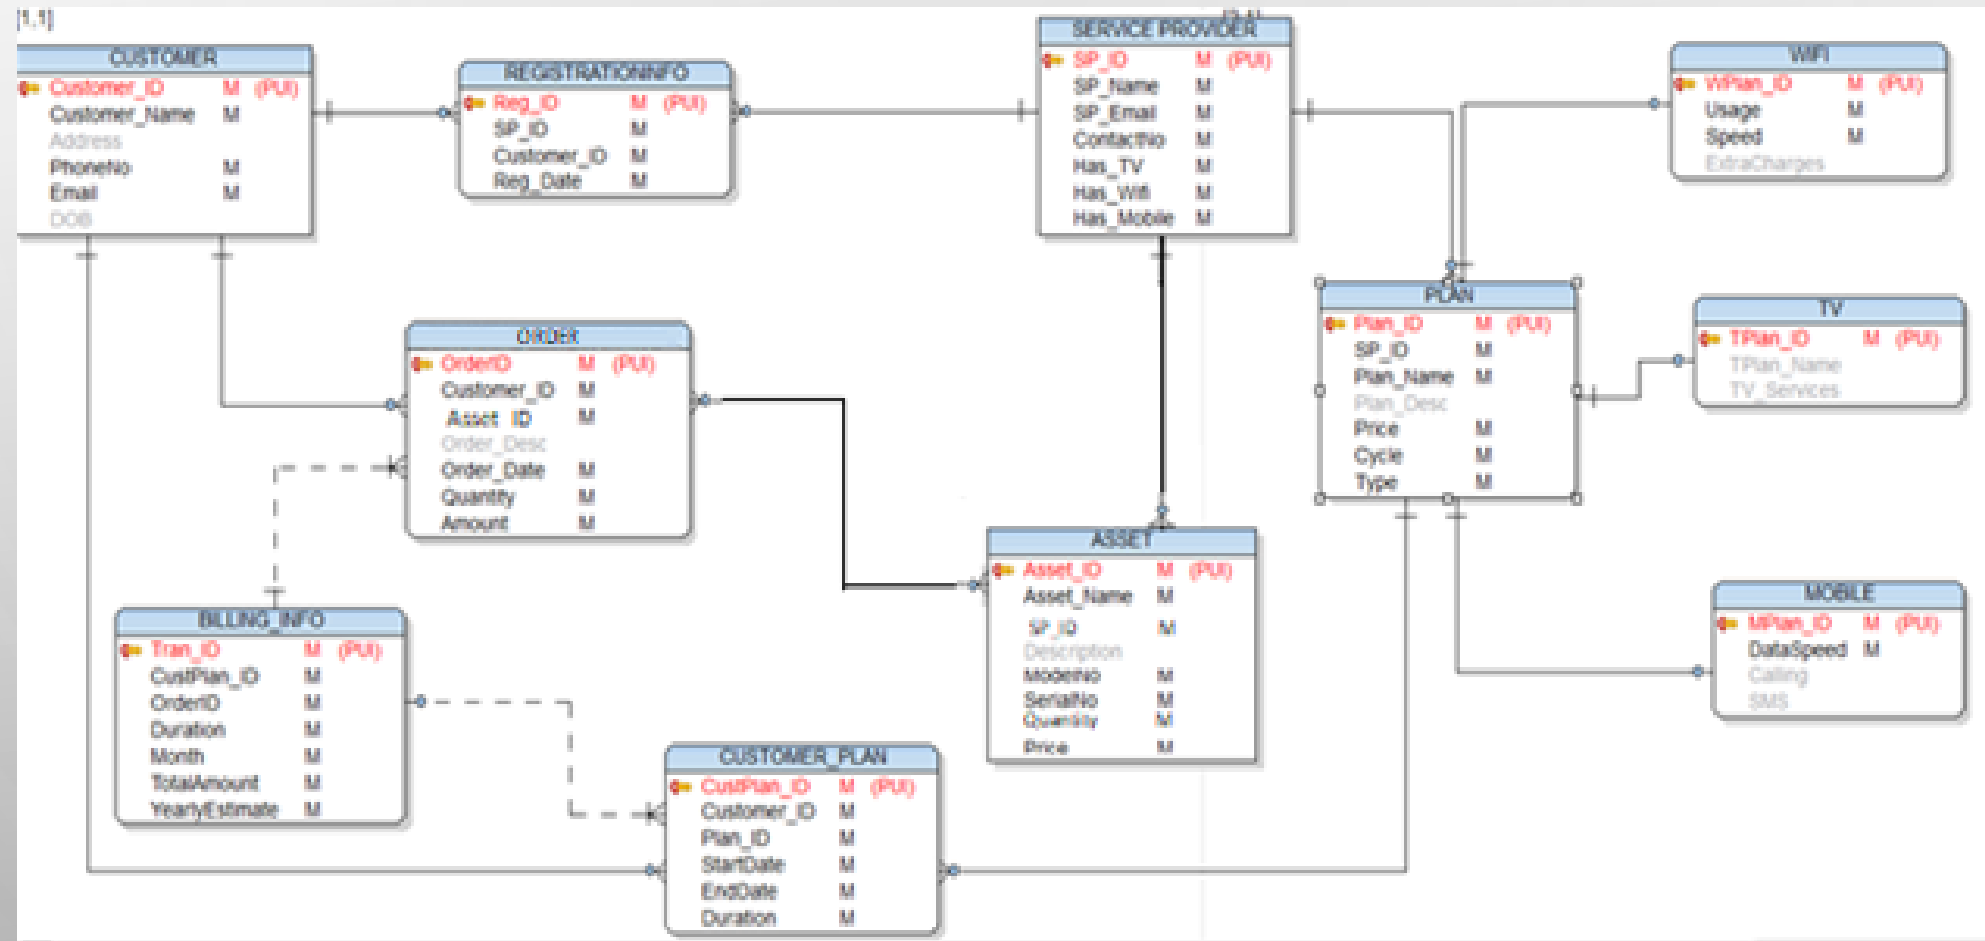 [1,1]
CUSTOMER
Customer_ID M (PUI)
Customer_Name M
Address
PhoneNo M
Email M
DOB
REGISTRATIONINFO
Reg_ID M (PUI)
SP_ID M
Customer_ID M
Reg_Date M
SERVICE PROVIDER
SP_ID M (PUI)
SP_Name M
SP_Email M
ContactNo M
Has_TV M
Has_Wifi M
Has_Mobile M
WIFI
WPlan_ID M (PUI)
Usage M
Speed M
ExtraCharges
PLAN
Plan_ID M (PUI)
SP_ID M
Plan_Name M
Plan_Desc
Price M
Cycle M
Type M
TV
TPlan_ID M (PUI)
TPlan_Name
TV_Services
ORDER
OrderID M (PUI)
Customer_ID M
Asset_ID M
Order_Desc
Order_Date M
Quantity M
Amount M
ASSET
Asset_ID M (PUI)
Asset_Name M
SP_ID M
Description
ModelNo M
SerialNo M
Quantity M
Price M
MOBILE
MPlan_ID M (PUI)
DataSpeed M
Calling
SMS
BILLING_INFO
Tran_ID M (PUI)
CustPlan_ID M
OrderID M
Duration M
Month M
TotalAmount M
YearlyEstimate M
CUSTOMER_PLAN
CustPlan_ID M (PUI)
Customer_ID M
Plan_ID M
StartDate M
EndDate M
Duration M